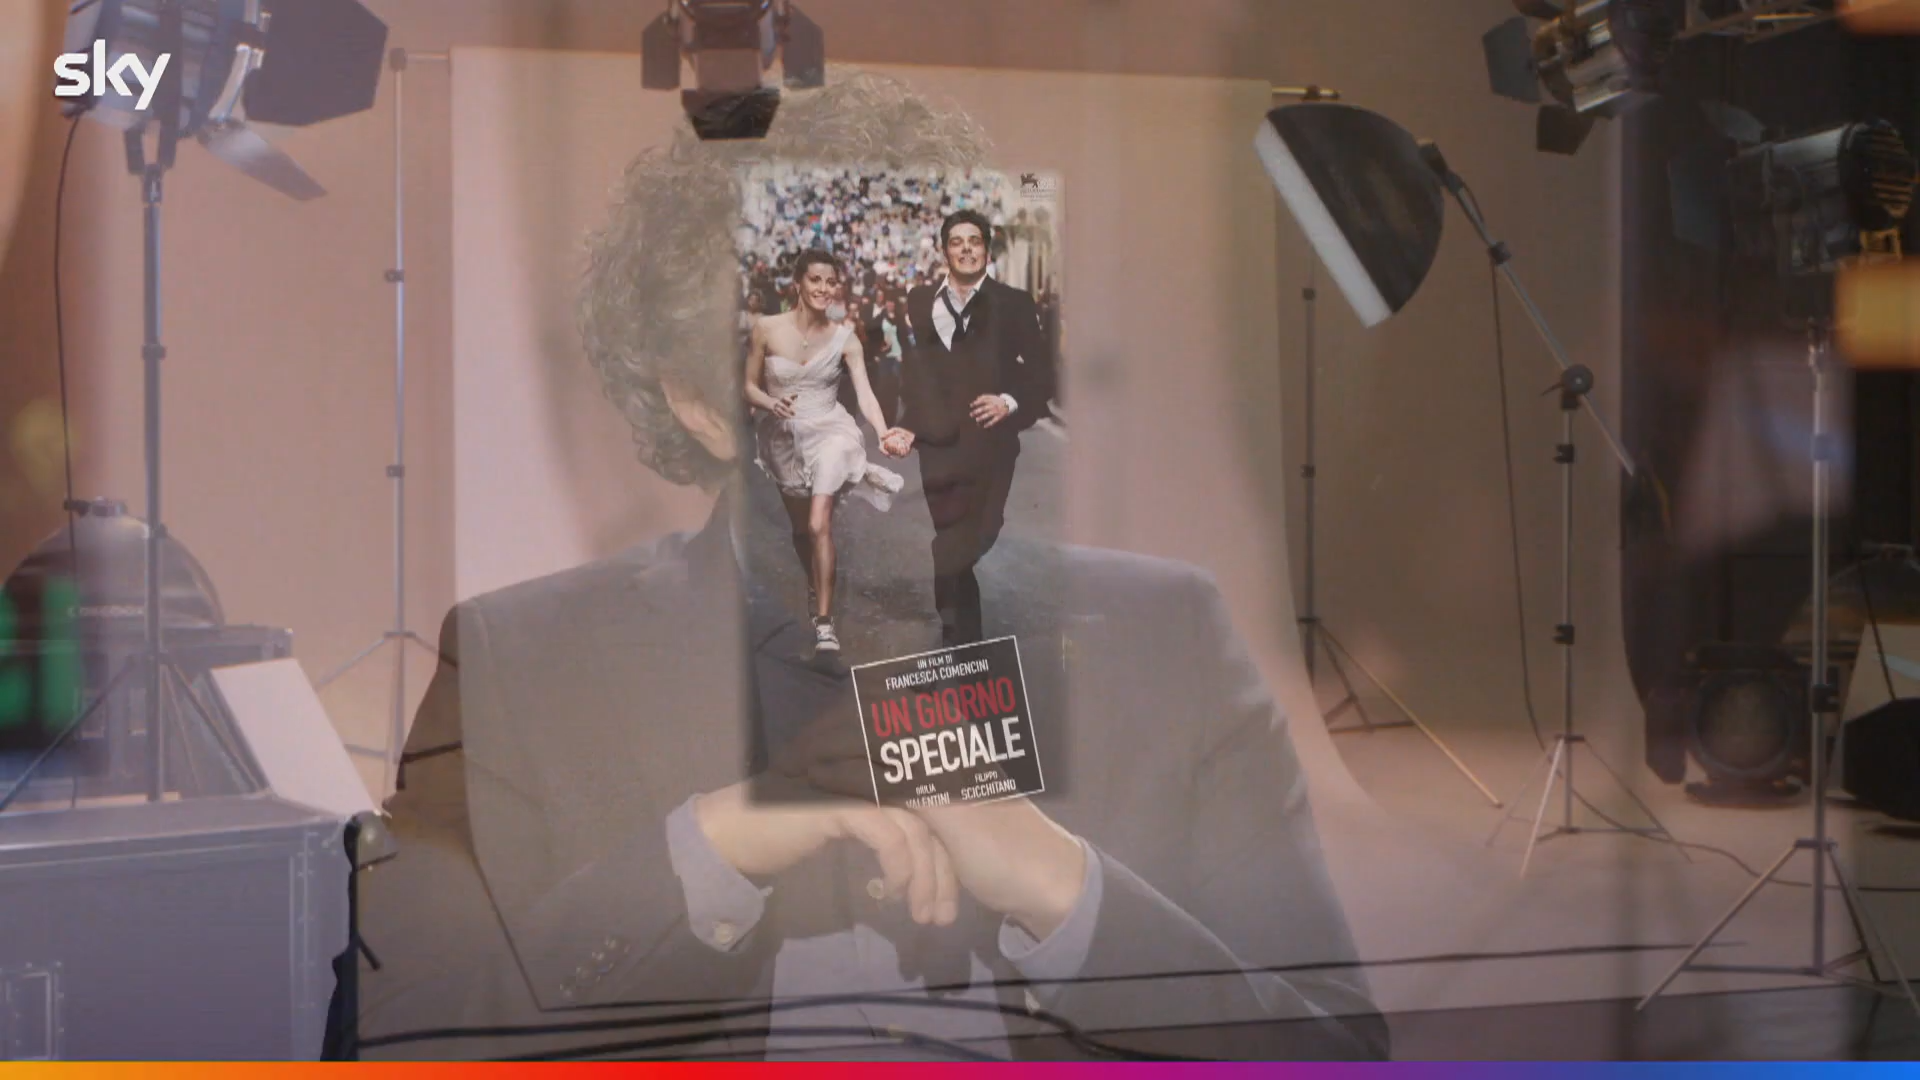 sky
UN FILM DI
FRANCESCA COMENCINI
UN GIORNO
SPECIALE
GIULIA
VALENTINI
FILIPPO
SCICCHITANO